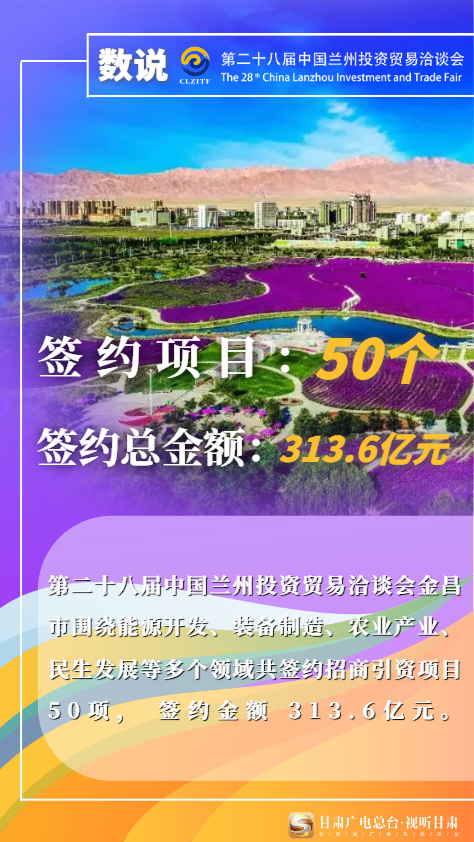 数说
CLZITF
第二十八届中国兰州投资贸易洽谈会
The 28th China Lanzhou Investment and Trade Fair
签约项目：50个
签约总金额：313.6亿元
第二十八届中国兰州投资贸易洽谈会金昌
市围绕能源开发、装备制造、农业产业、
民生发展等多个领域共签约招商引资项目
50项，签约金额313.6亿元。
甘肃广电总台·视听甘肃